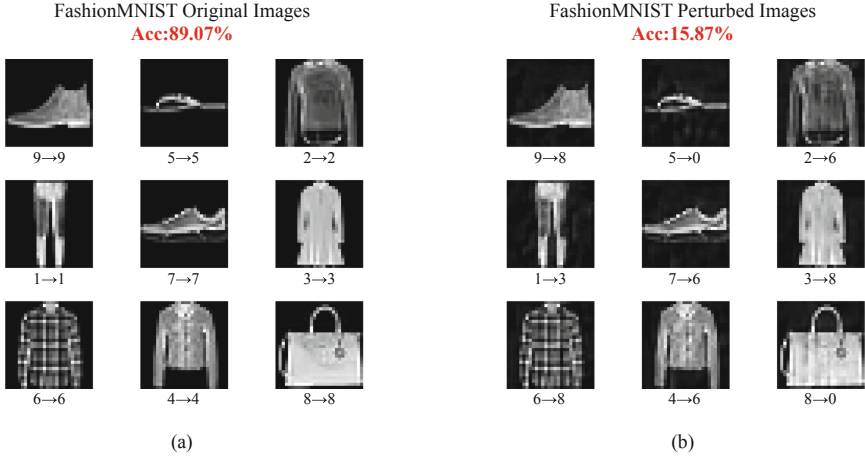 FashionMNIST Original Images
Acc:89.07%
9→9 5→5 2→2
1→1 7→7 3→3
6→6 4→4 8→8
(a)
FashionMNIST Perturbed Images
Acc:15.87%
9→8 5→0 2→6
1→3 7→6 3→8
6→8 4→6 8→0
(b)